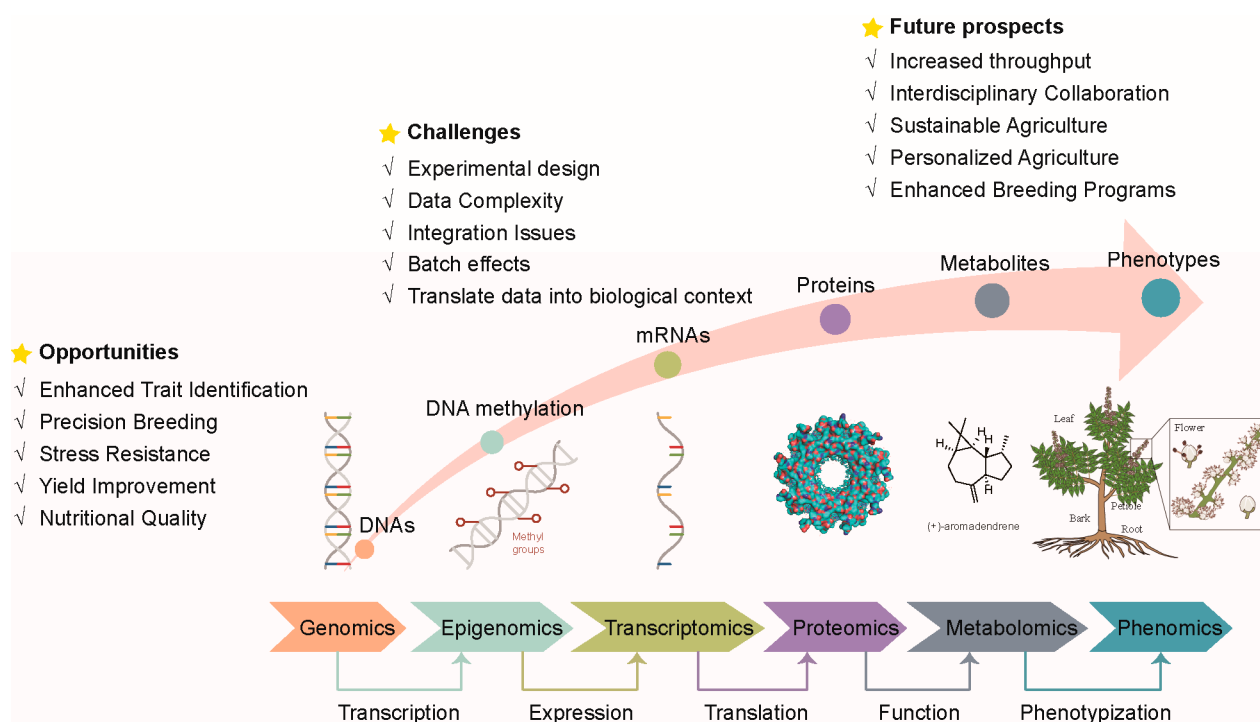 Future prospects
√ Increased throughput
√ Interdisciplinary Collaboration
√ Sustainable Agriculture
√ Personalized Agriculture
√ Enhanced Breeding Programs
Challenges
√ Experimental design
√ Data Complexity
√ Integration Issues
√ Batch effects
√ Translate data into biological context
Opportunities
√ Enhanced Trait Identification
√ Precision Breeding
√ Stress Resistance
√ Yield Improvement
√ Nutritional Quality
DNAs
DNA methylation
mRNAs
Proteins
Metabolites
Phenotypes
Methyl
groups
H
H
H
H
(+)-aromadendrene
Leaf
Flower
Petiole
Bark
Root
Genomics
Epigenomics
Transcriptomics
Proteomics
Metabolomics
Phenomics
Transcription
Expression
Translation
Function
Phenotypization